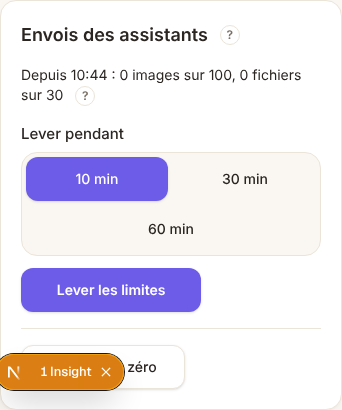 Envois des assistants ?
Depuis 10:44 : 0 images sur 100, 0 fichiers
sur 30 ?
Lever pendant
10 min 30 min
60 min
Lever les limites
N 1 Insight × zéro